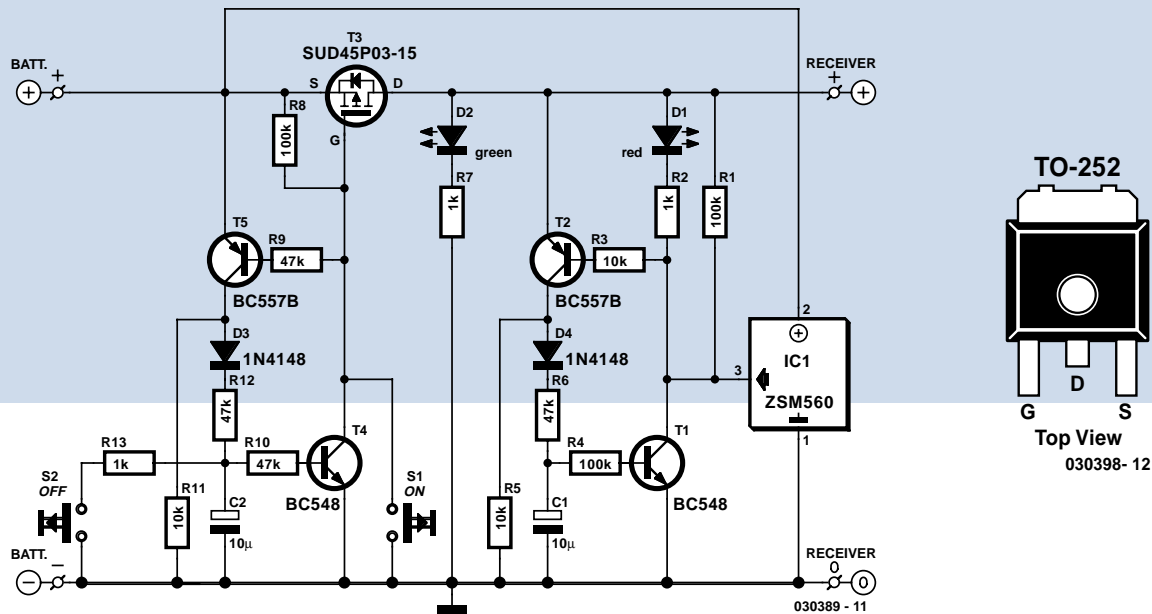 T3
SUD45P03-15
BATT.
+
S
D
G
RECEIVER
+
R8
100k
D2
green
R7
1k
D1
red
R2
1k
R1
100k
T5
R9
47k
BC557B
T2
R3
10k
BC557B
D3
1N4148
R12
47k
D4
1N4148
R6
47k
2
IC1
3
ZSM560
1
R13
1k
R10
47k
T4
BC548
R4
100k
T1
BC548
S2
OFF
R11
10k
C2
10µ
S1
ON
R5
10k
C1
10µ
BATT.
–
RECEIVER
0
0
030389 - 11
TO-252
G
D
S
Top View
030398- 12